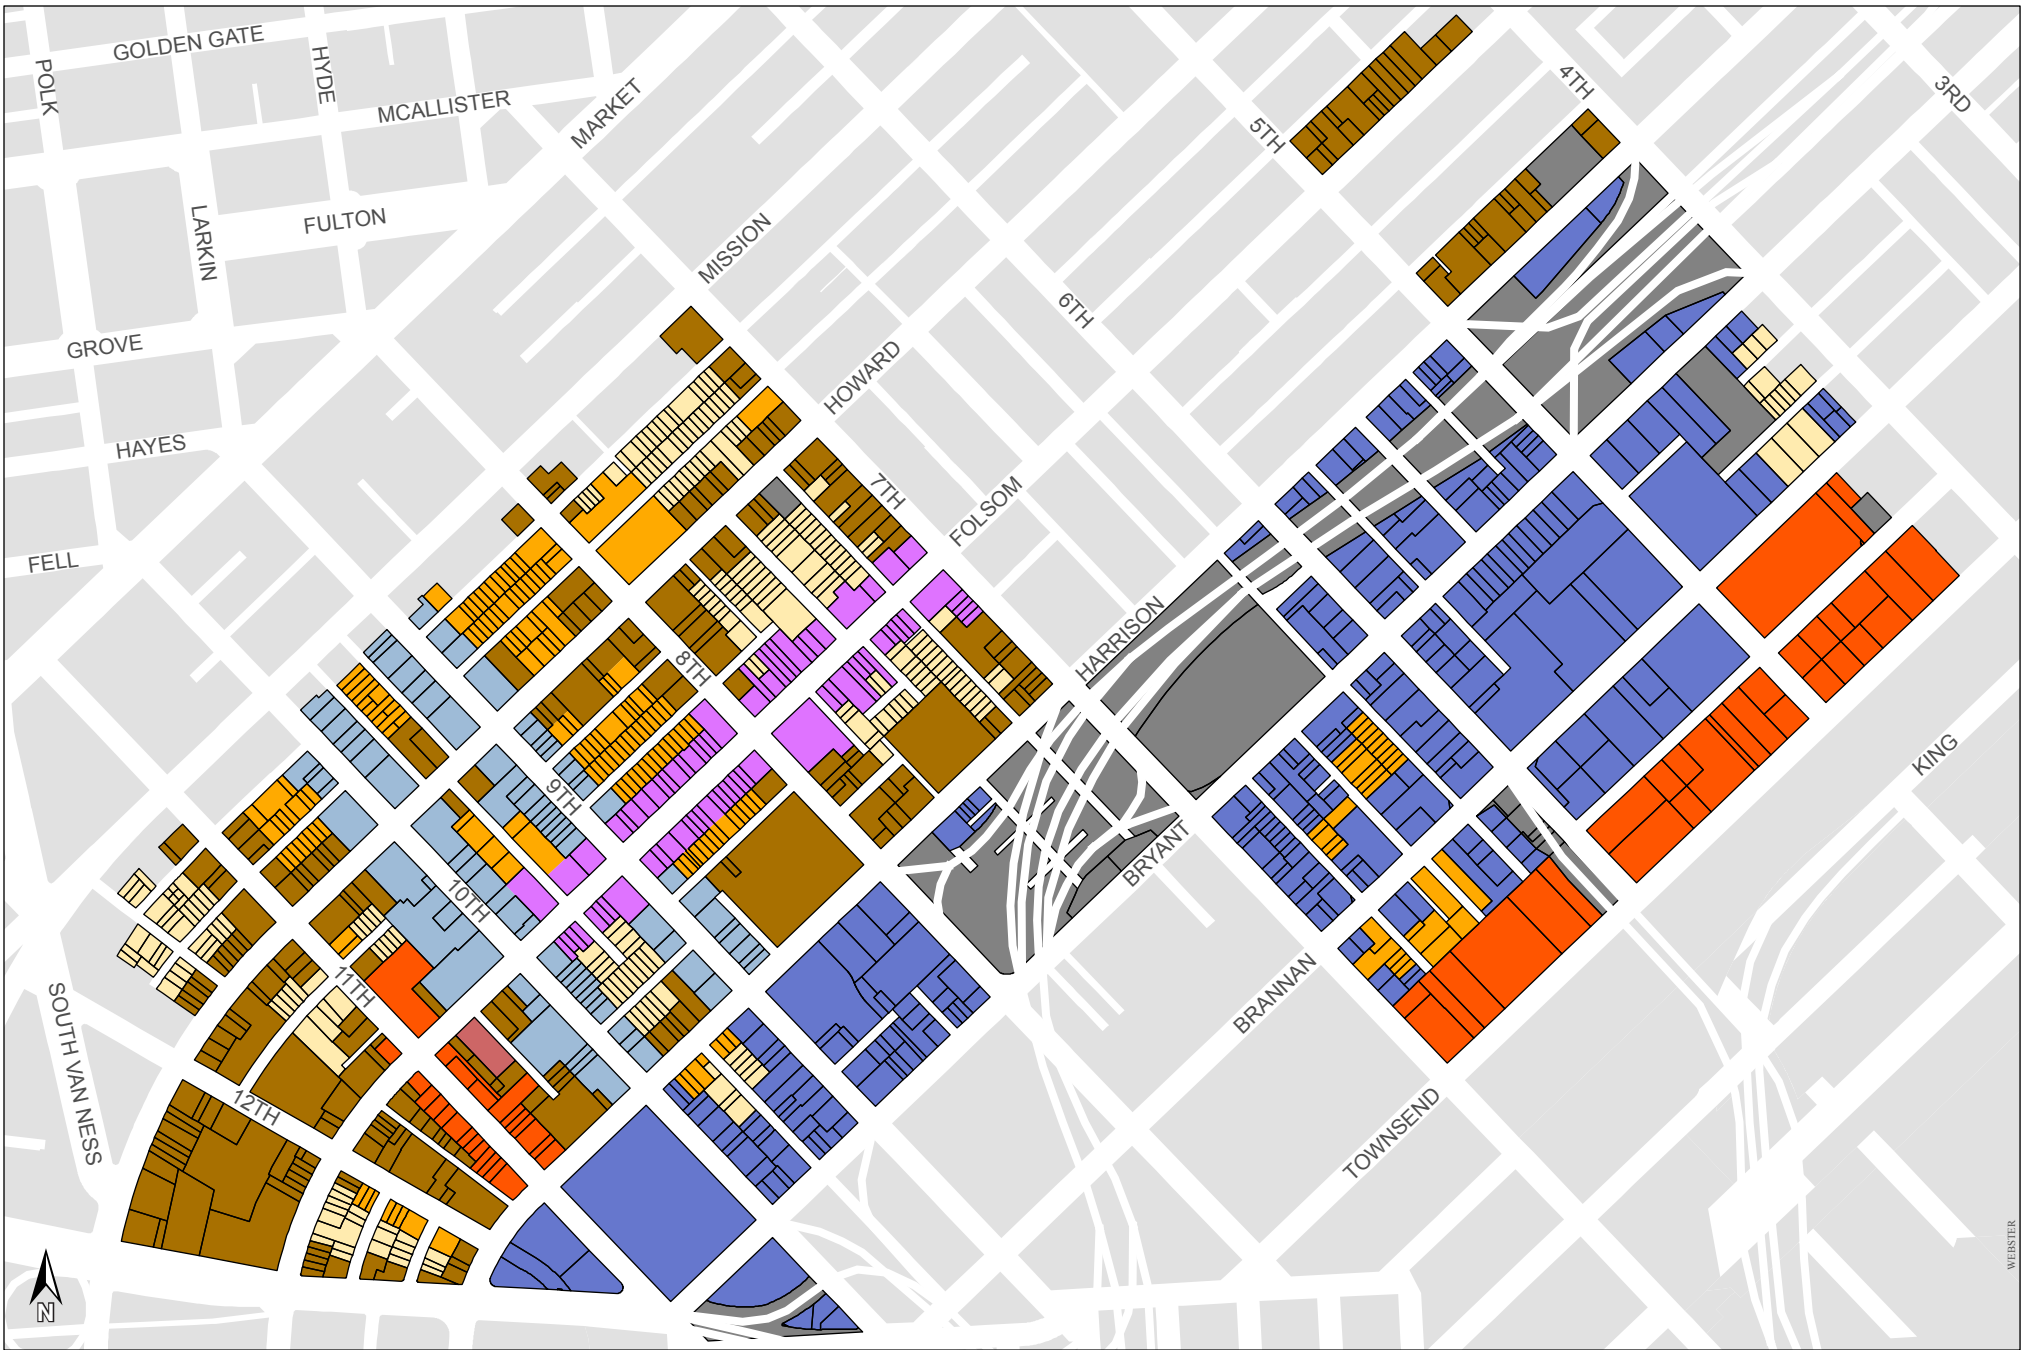 GOLDEN GATE
POLK
HYDE
MCALLISTER
MARKET
LARKIN
FULTON
MISSION
GROVE
HAYES
FELL
HOWARD
FOLSOM
HARRISON
BRYANT
BRANNAN
TOWNSEND
KING
3RD
4TH
5TH
6TH
7TH
8TH
9TH
10TH
11TH
12TH
SOUTH VAN NESS
N
WEBSTER